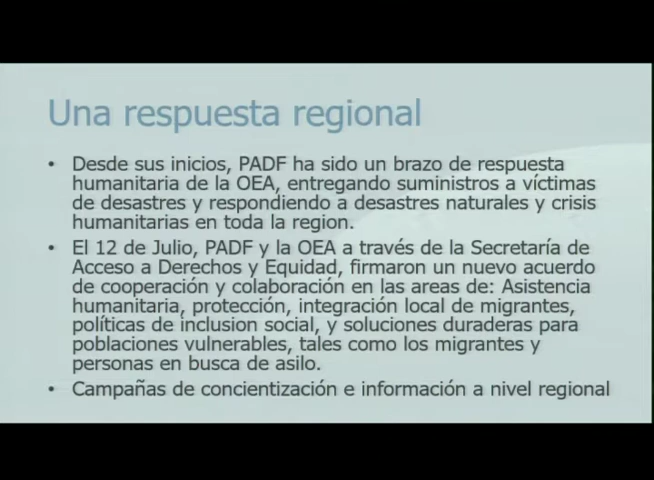 Una respuesta regional
• Desde sus inicios, PADF ha sido un brazo de respuesta
humanitaria de la OEA, entregando suministros a víctimas
de desastres y respondiendo a desastres naturales y crisis
humanitarias en toda la region.
• El 12 de Julio, PADF y la OEA a través de la Secretaría de
Acceso a Derechos y Equidad, firmaron un nuevo acuerdo
de cooperación y colaboración en las areas de: Asistencia
humanitaria, protección, integración local de migrantes,
políticas de inclusion social, y soluciones duraderas para
poblaciones vulnerables, tales como los migrantes y
personas en busca de asilo.
• Campañas de concientización e información a nivel regional